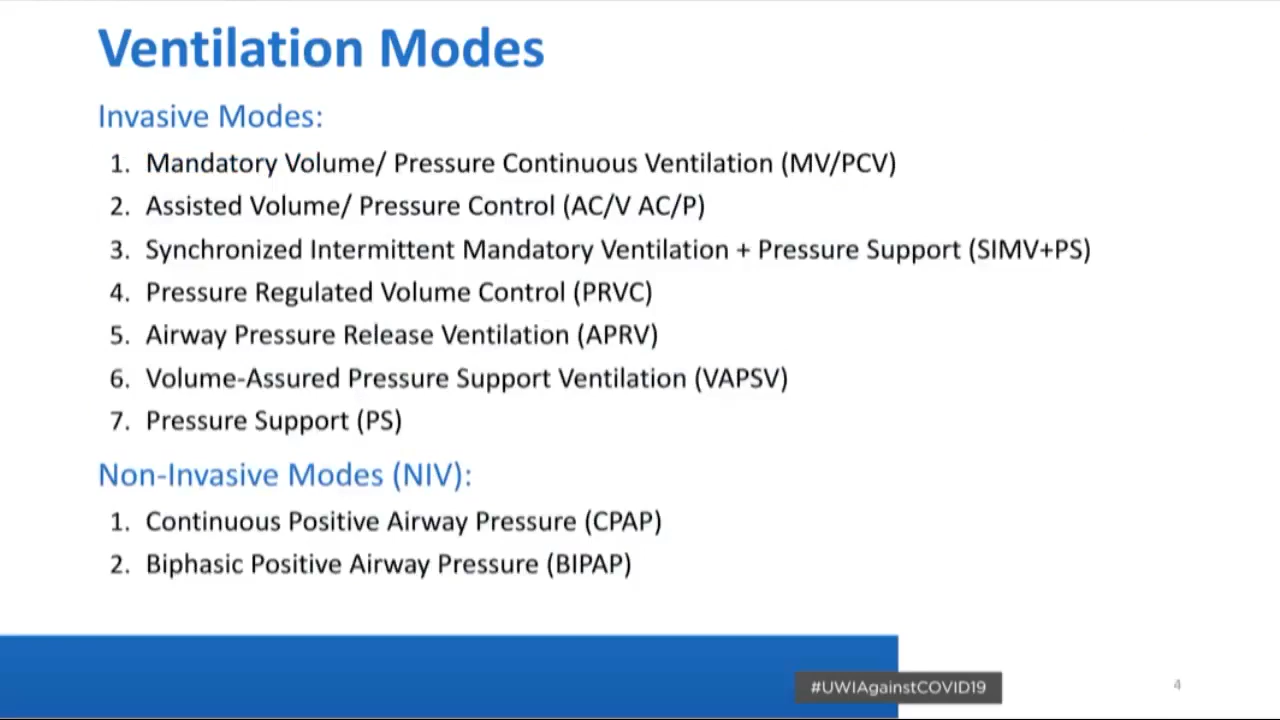 Ventilation Modes
Invasive Modes:
1. Mandatory Volume/ Pressure Continuous Ventilation (MV/PCV)
2. Assisted Volume/ Pressure Control (AC/V AC/P)
3. Synchronized Intermittent Mandatory Ventilation + Pressure Support (SIMV+PS)
4. Pressure Regulated Volume Control (PRVC)
5. Airway Pressure Release Ventilation (APRV)
6. Volume-Assured Pressure Support Ventilation (VAPSV)
7. Pressure Support (PS)
Non-Invasive Modes (NIV):
1. Continuous Positive Airway Pressure (CPAP)
2. Biphasic Positive Airway Pressure (BIPAP)
#UWIAgainstCOVID19
4